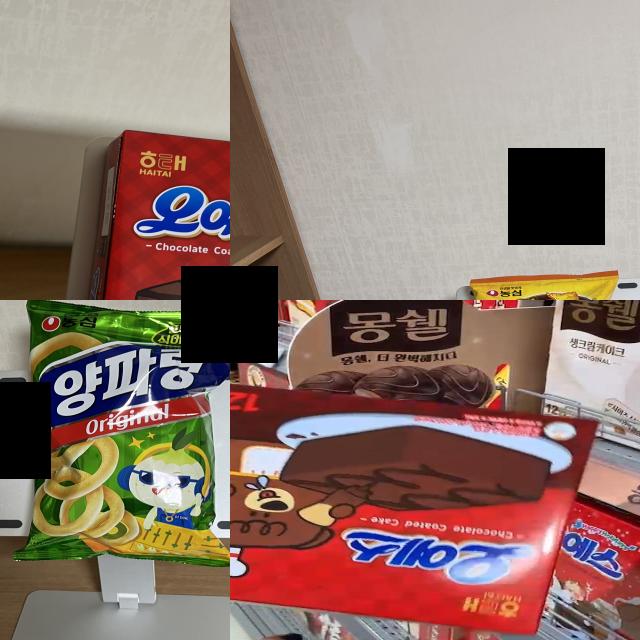 해태
HAITAI
오예
- Chocolate Coa
농심
농심
양파링
Original
몽쉘
몽쉘, 더 완벽해지다
몽쉘
생크림케이크
ORIGINAL
12
- Chocolate Coated Cake -
오예스
해태
HAITAI
예스